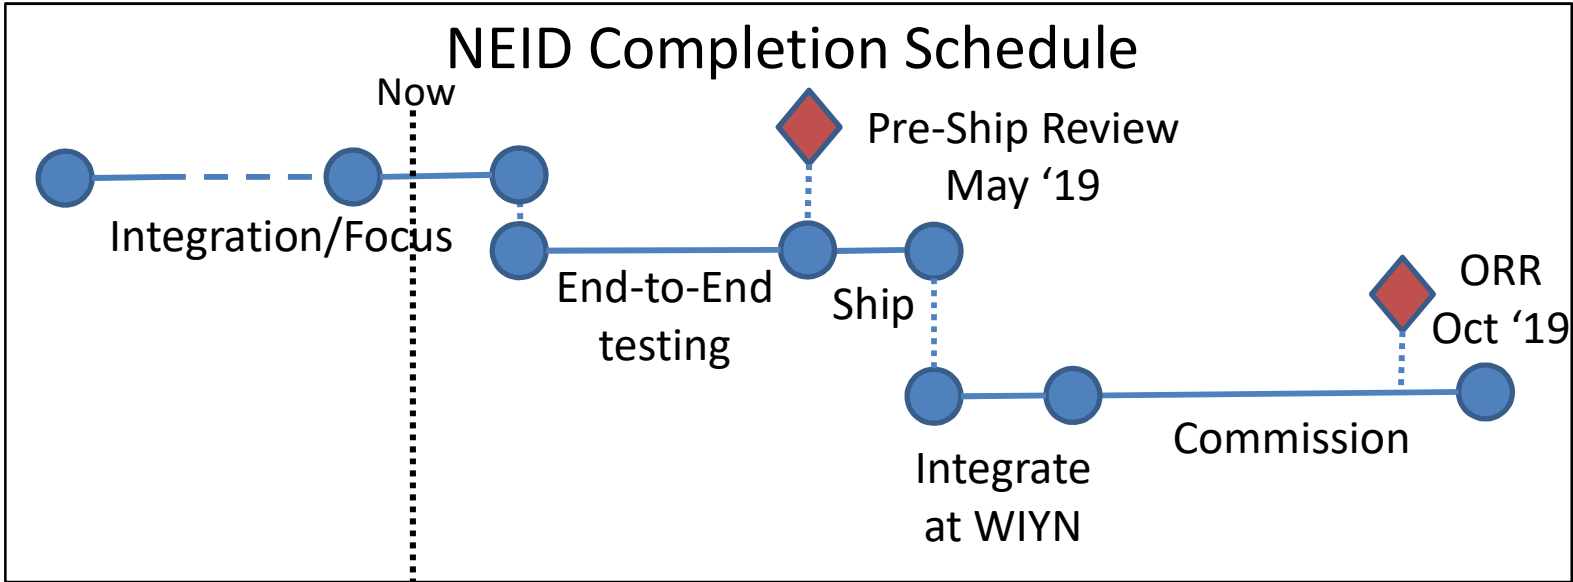 NEID Completion Schedule
Now
Pre-Ship Review
May ‘19
Integration/Focus
End-to-End
testing
Ship
ORR
Oct ‘19
Commission
Integrate
at WIYN